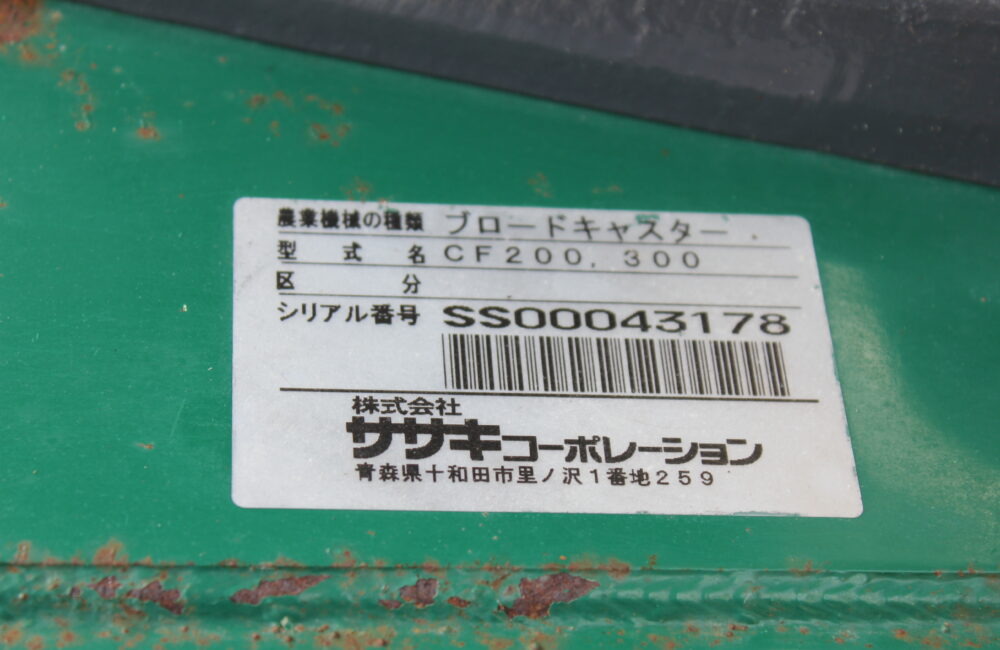 農業機械の種類 ブロードキャスター
型式名 CF200, 300
区分
シリアル番号 SS00043178
株式会社
ササキコーポレーション
青森県十和田市里ノ沢1番地259